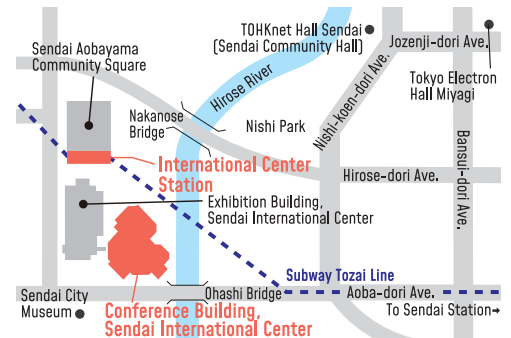 TOHKnet Hall Sendai
(Sendai Community Hall)
Jozenji-dori Ave.
Sendai Aobayama
Community Square
Tokyo Electron
Hall Miyagi
Hirose River
Nishi-koen-dori Ave.
Bansui-dori Ave.
Nakanose
Bridge
Nishi Park
International Center
Station
Hirose-dori Ave.
Exhibition Building,
Sendai International Center
Subway Tozai Line
Sendai City
Museum
Ohashi Bridge
Aoba-dori Ave.
To Sendai Station→
Conference Building,
Sendai International Center